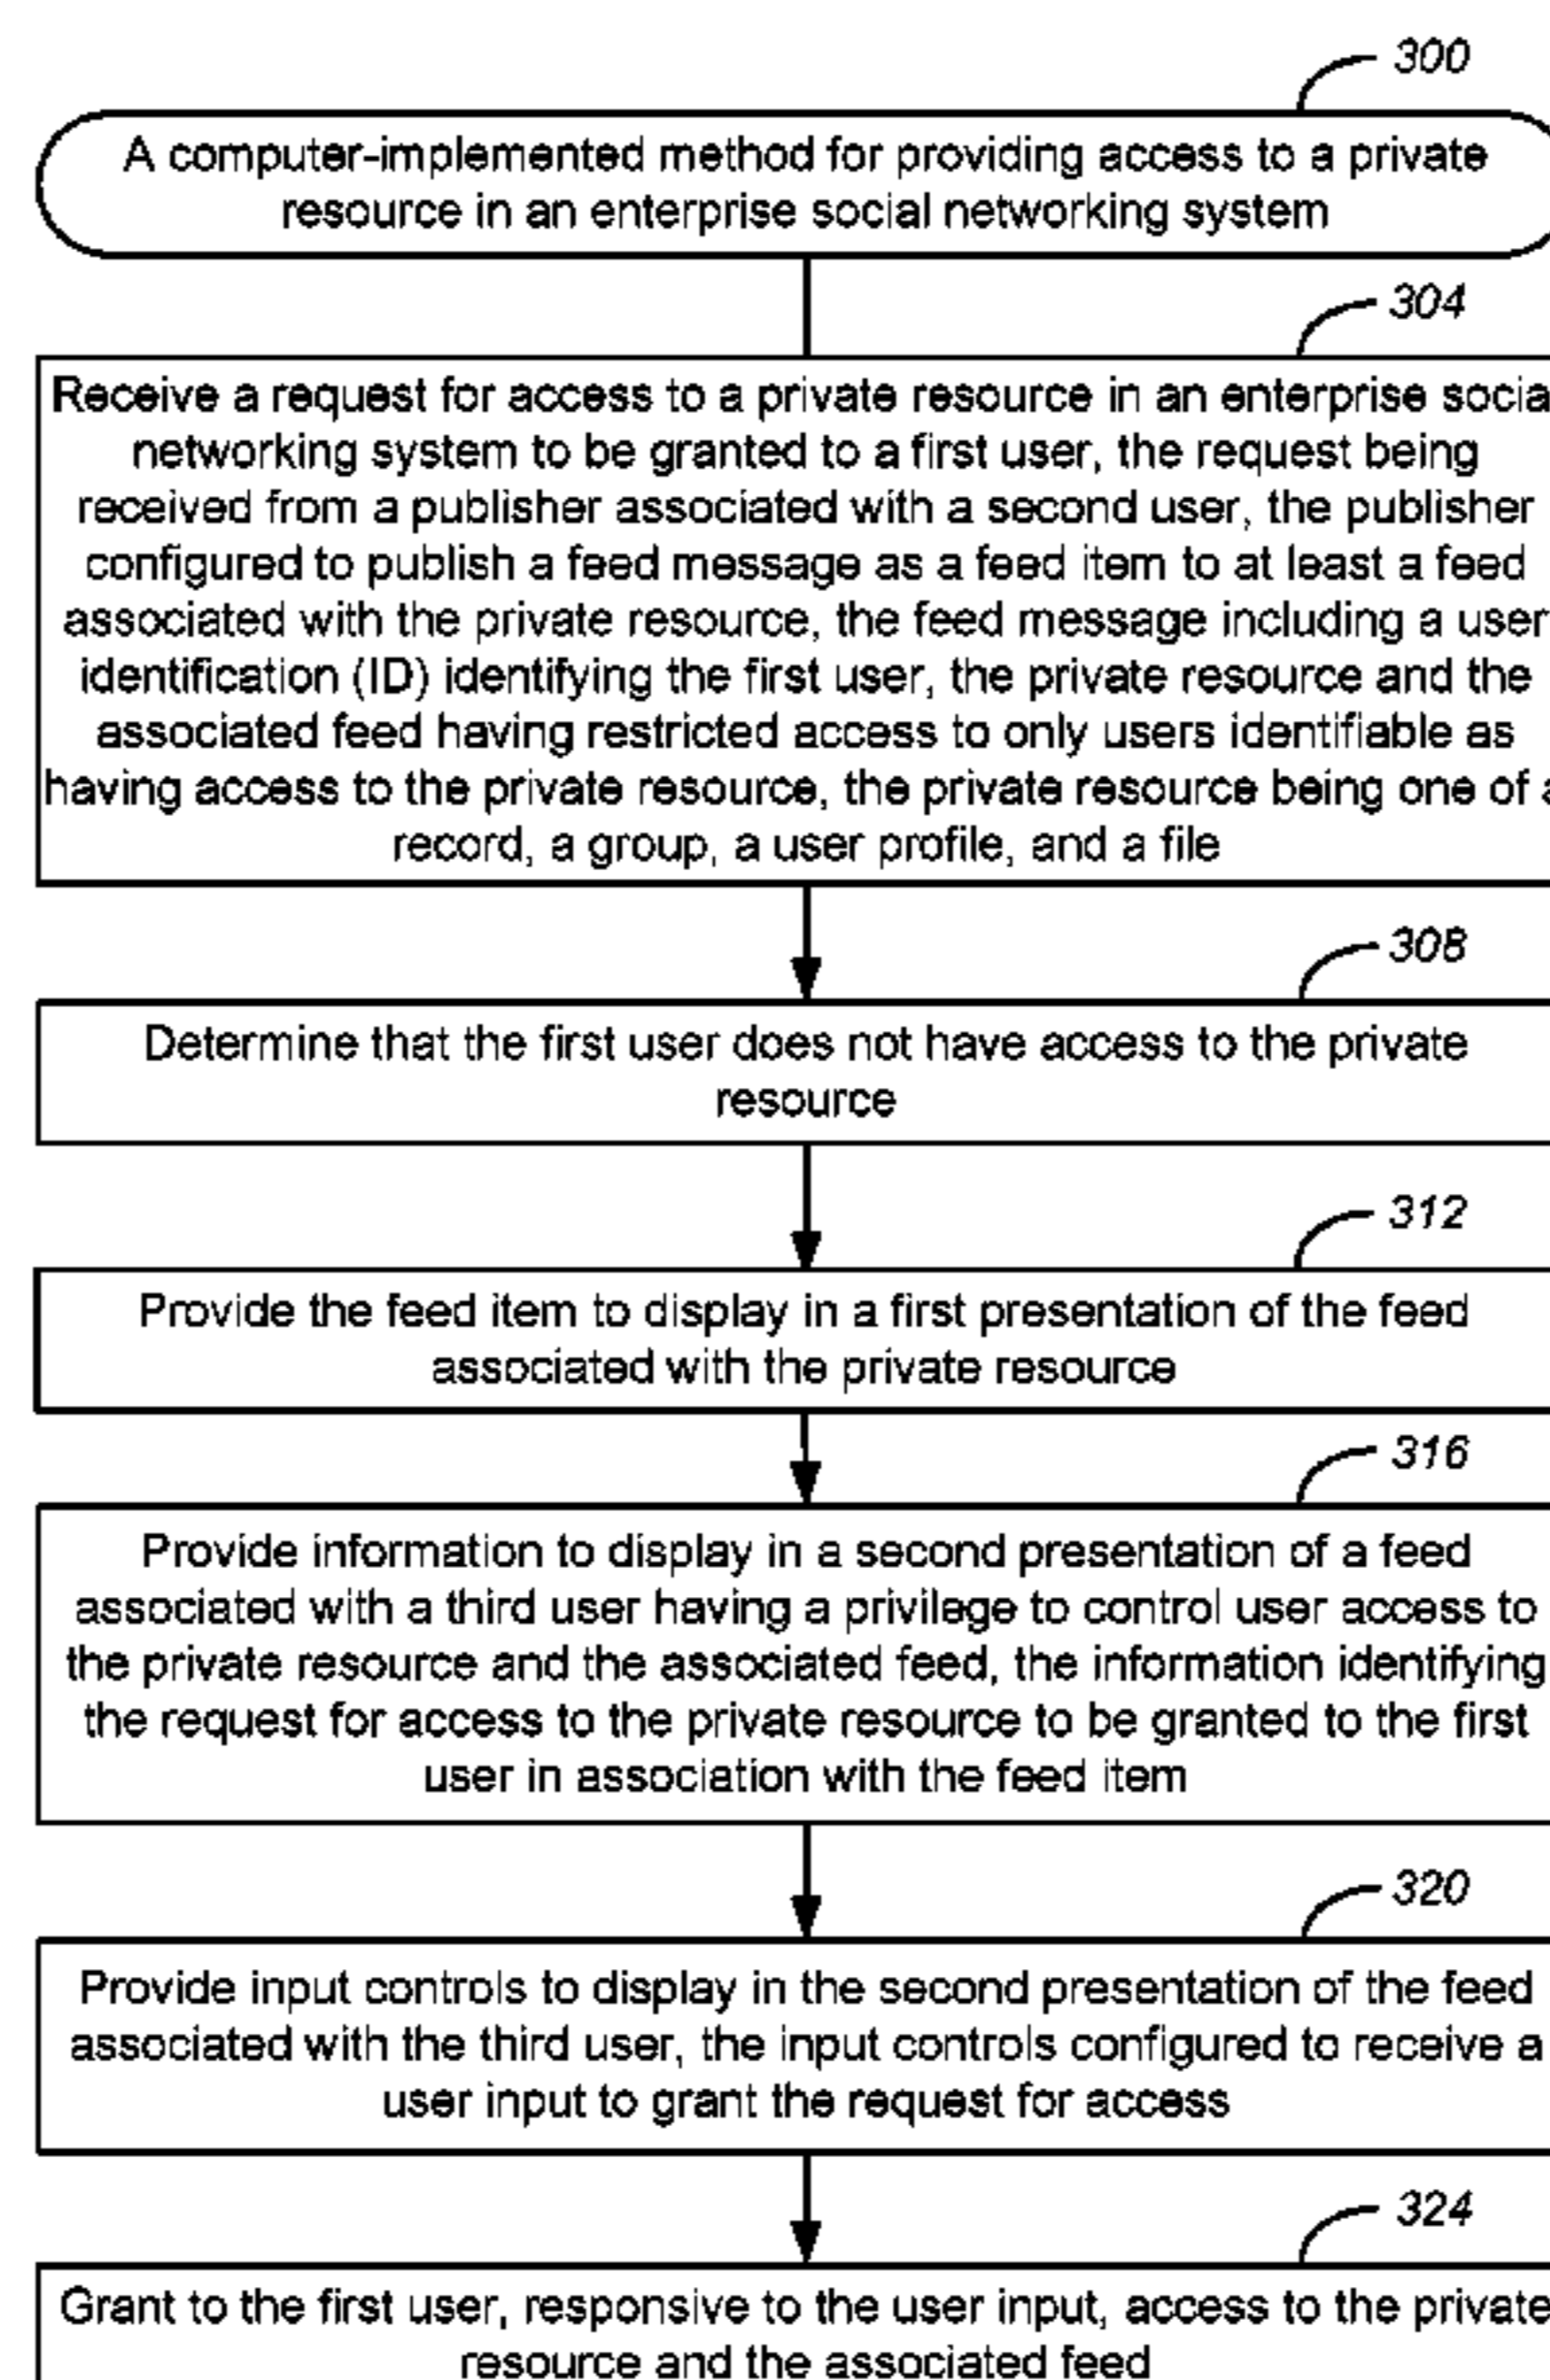 300
A computer-implemented method for providing access to a private
resource in an enterprise social networking system
304
Receive a request for access to a private resource in an enterprise socia
networking system to be granted to a first user, the request being
received from a publisher associated with a second user, the publisher
configured to publish a feed message as a feed item to at least a feed
associated with the private resource, the feed message including a user
identification (ID) identifying the first user, the private resource and the
associated feed having restricted access to only users identifiable as
having access to the private resource, the private resource being one of a
record, a group, a user profile, and a file
308
Determine that the first user does not have access to the private
resource
312
Provide the feed item to display in a first presentation of the feed
associated with the private resource
316
Provide information to display in a second presentation of a feed
associated with a third user having a privilege to control user access to
the private resource and the associated feed, the information identifying
the request for access to the private resource to be granted to the first
user in association with the feed item
320
Provide input controls to display in the second presentation of the feed
associated with the third user, the input controls configured to receive a
user input to grant the request for access
324
Grant to the first user, responsive to the user input, access to the private
resource and the associated feed